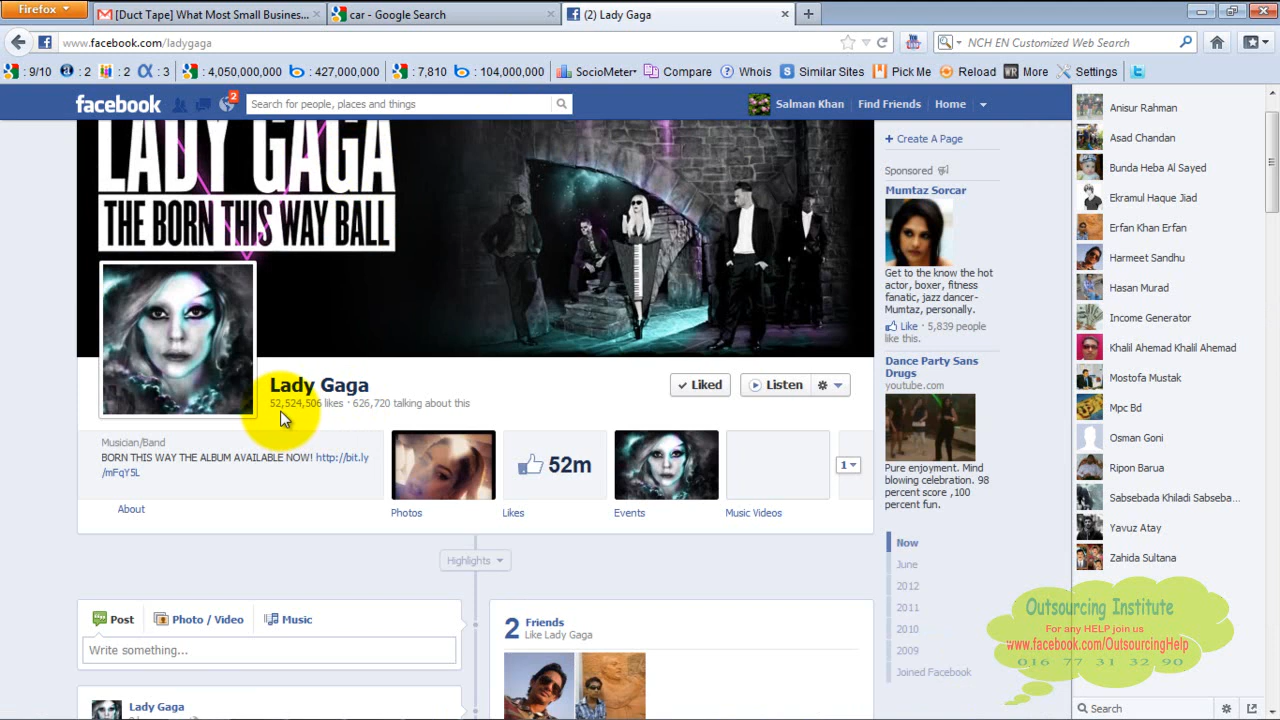 Firefox
[Duct Tape] What Most Small Busines...
car - Google Search
(2) Lady Gaga
www.facebook.com/ladygaga
NCH EN Customized Web Search
: 9/10
: 2
: 2
: 3
: 4,050,000,000
: 427,000,000
: 7,810
: 104,000,000
SocioMeter
Compare
Whois
Similar Sites
Pick Me
Reload
More
Settings
facebook
2
Search for people, places and things
Salman Khan
Find Friends
Home
LADY GAGA
THE BORN THIS WAY BALL
Lady Gaga
52,524,506 likes · 626,720 talking about this
Liked
Listen
Musician/Band
BORN THIS WAY THE ALBUM AVAILABLE NOW! http://bit.ly
/mFqY5L
About
Photos
52m
Likes
Events
Music Videos
1
Highlights
Post
Photo / Video
Music
Write something...
Lady Gaga
2
Friends
Like Lady Gaga
+ Create A Page
Sponsored
Mumtaz Sorcar
Get to the know the hot
actor, boxer, fitness
fanatic, jazz dancer-
Mumtaz, personally.
Like · 5,839 people
like this.
Dance Party Sans
Drugs
youtube.com
Pure enjoyment. Mind
blowing celebration. 98
percent score ,100
percent fun.
Now
June
2012
2011
2010
2009
Joined Facebook
Anisur Rahman
Asad Chandan
Bunda Heba Al Sayed
Ekramul Haque Jiad
Erfan Khan Erfan
Harmeet Sandhu
Hasan Murad
Income Generator
Khalil Ahemad Khalil Ahemad
Mostofa Mustak
Mpc Bd
Osman Goni
Ripon Barua
Sabsebada Khiladi Sabseba...
Yavuz Atay
Zahida Sultana
Outsourcing Institute
For any HELP join us
www.facebook.com/OutsourcingHelp
016 77 31 32 90
Search